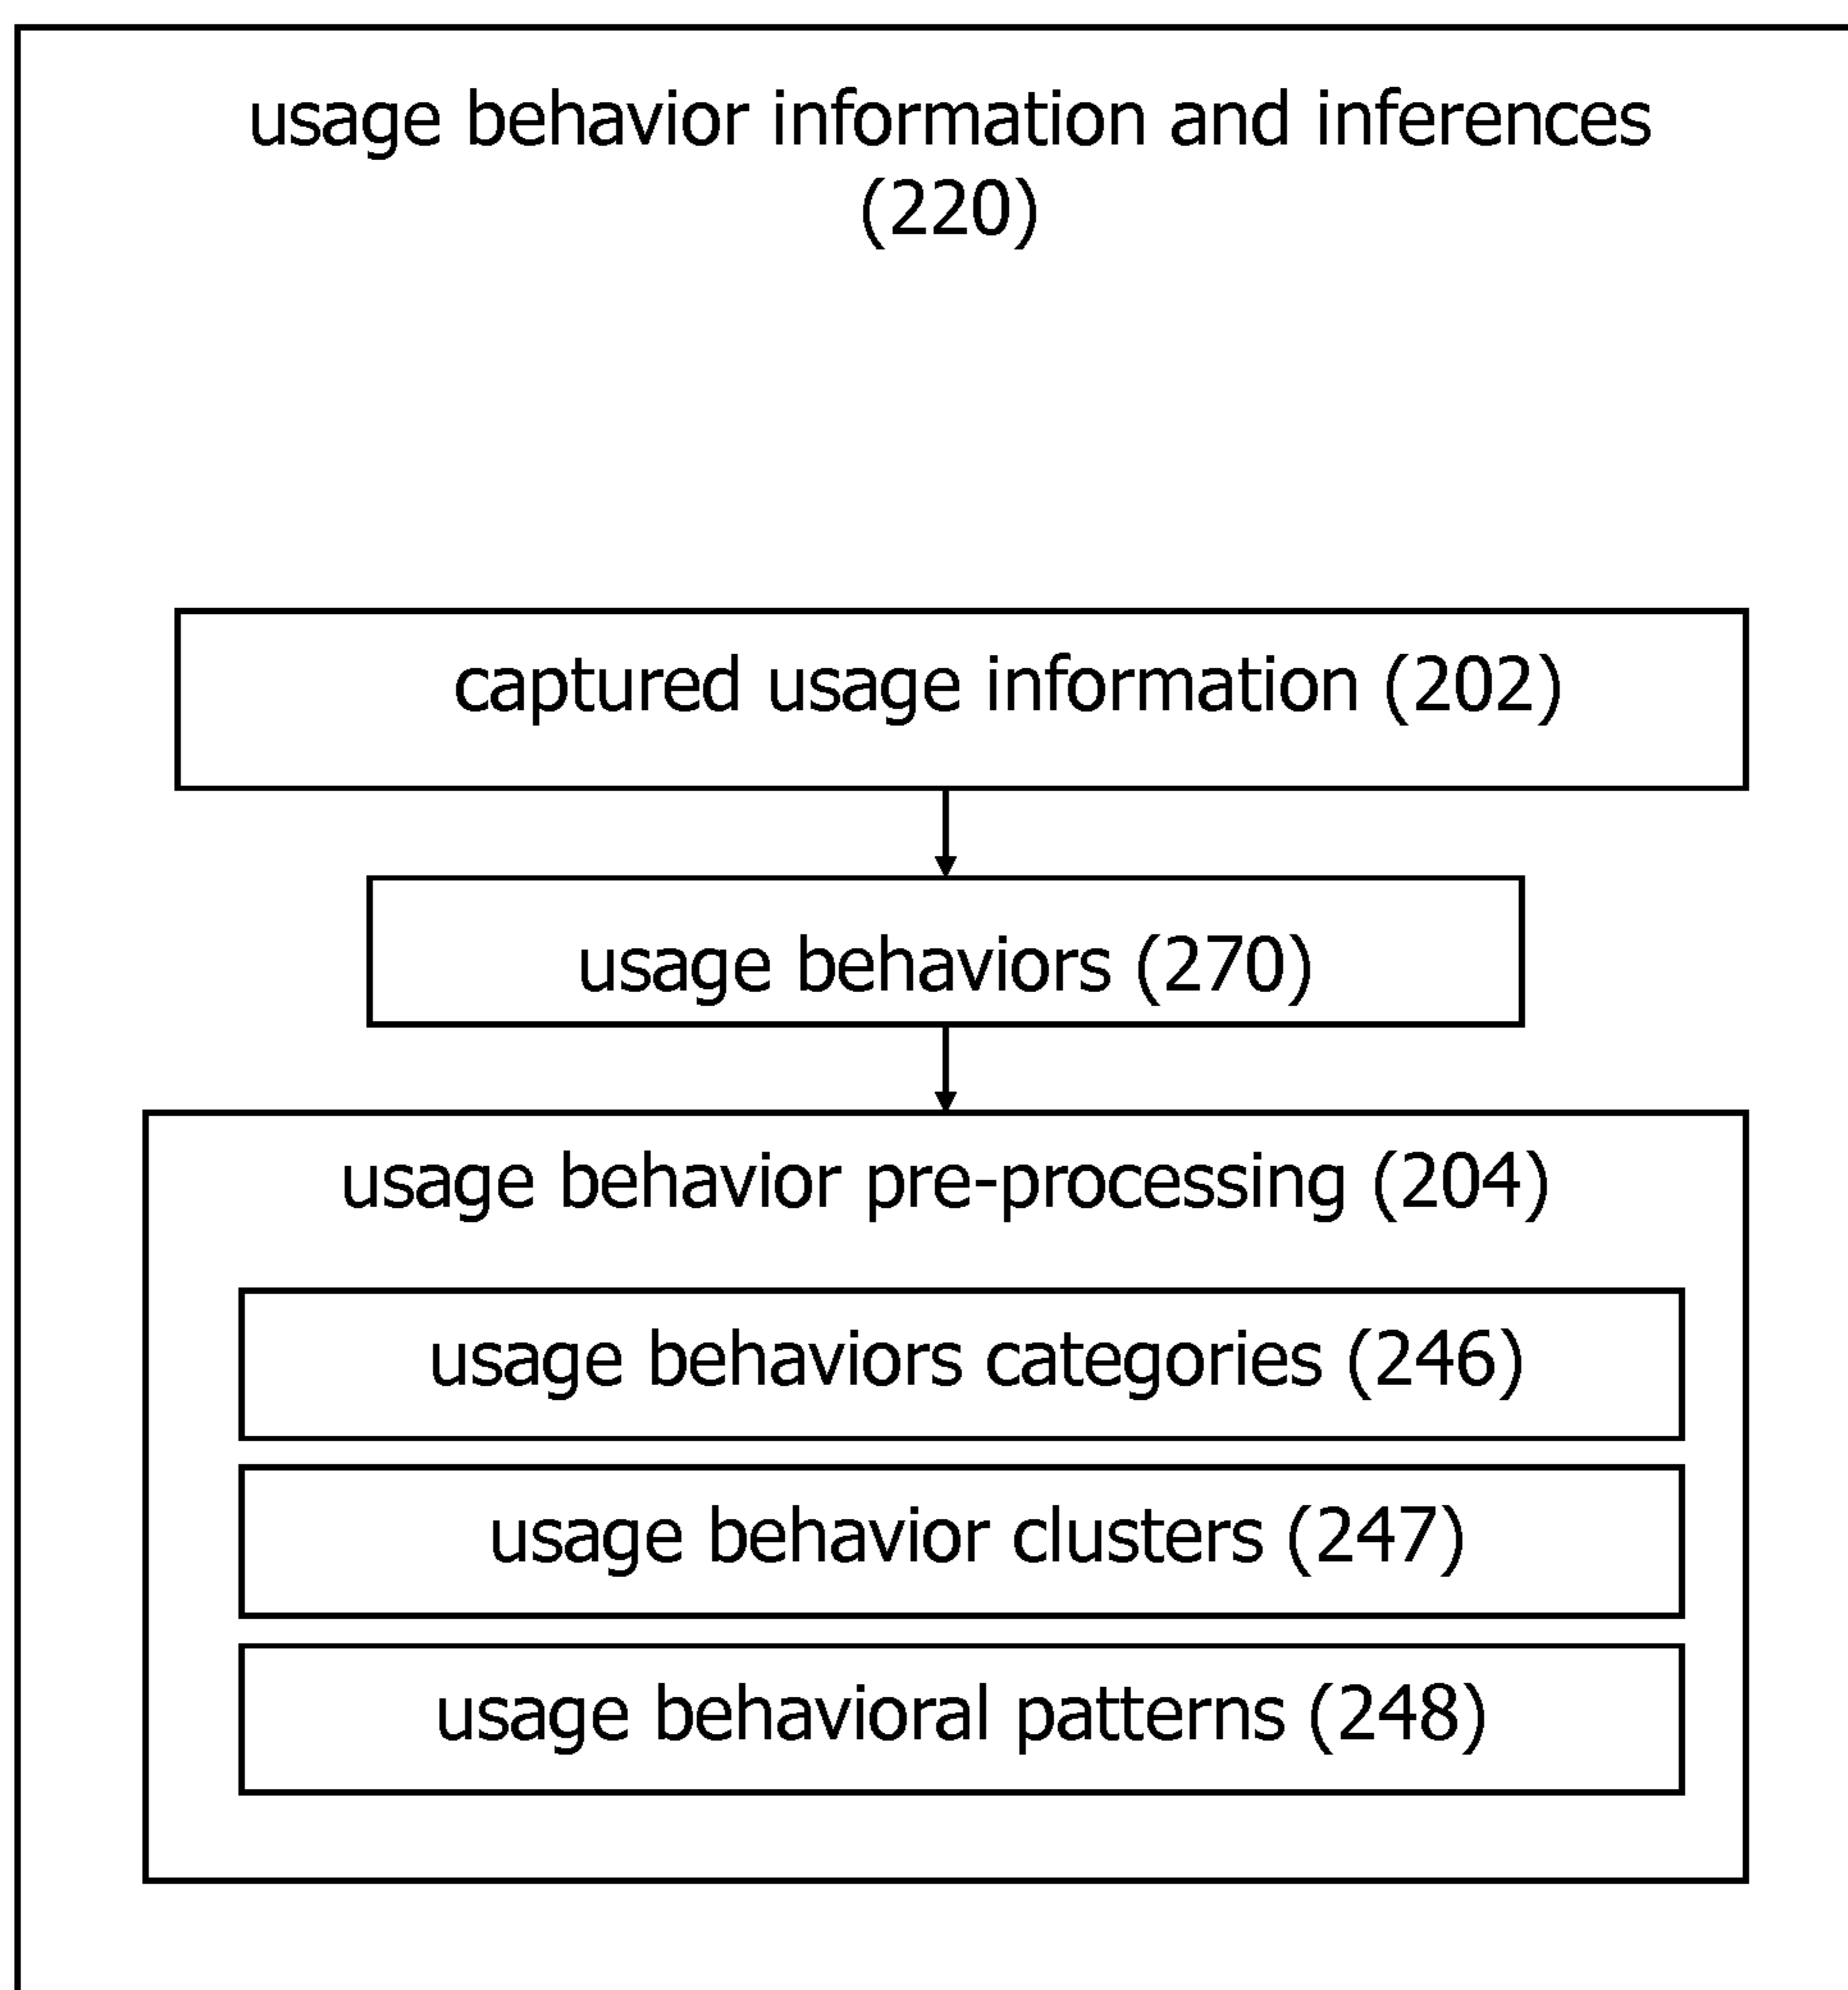 usage behavior information and inferences
(220)
captured usage information (202)
usage behaviors (270)
usage behavior pre-processing (204)
usage behaviors categories (246)
usage behavior clusters (247)
usage behavioral patterns (248)